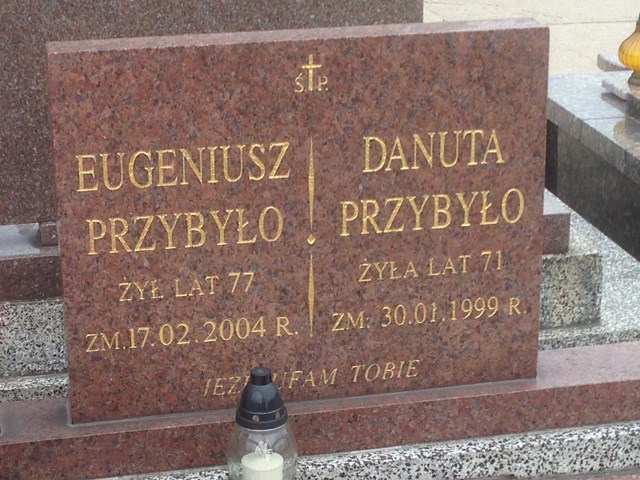 Ś.P.
EUGENIUSZ
PRZYBYŁO
ŻYŁ LAT 77
ZM.17.02.2004 R.
DANUTA
PRZYBYŁO
ŻYŁA LAT 71
ZM. 30.01.1999 R.
UFAM TOBIE